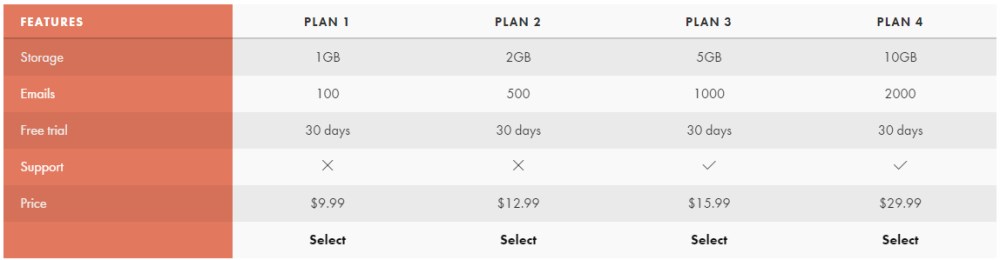 FEATURES PLAN 1 PLAN 2 PLAN 3 PLAN 4
Storage 1GB 2GB 5GB 10GB
Emails 100 500 1000 2000
Free trial 30 days 30 days 30 days 30 days
Support
Price $9.99 $12.99 $15.99 $29.99
Select Select Select Select